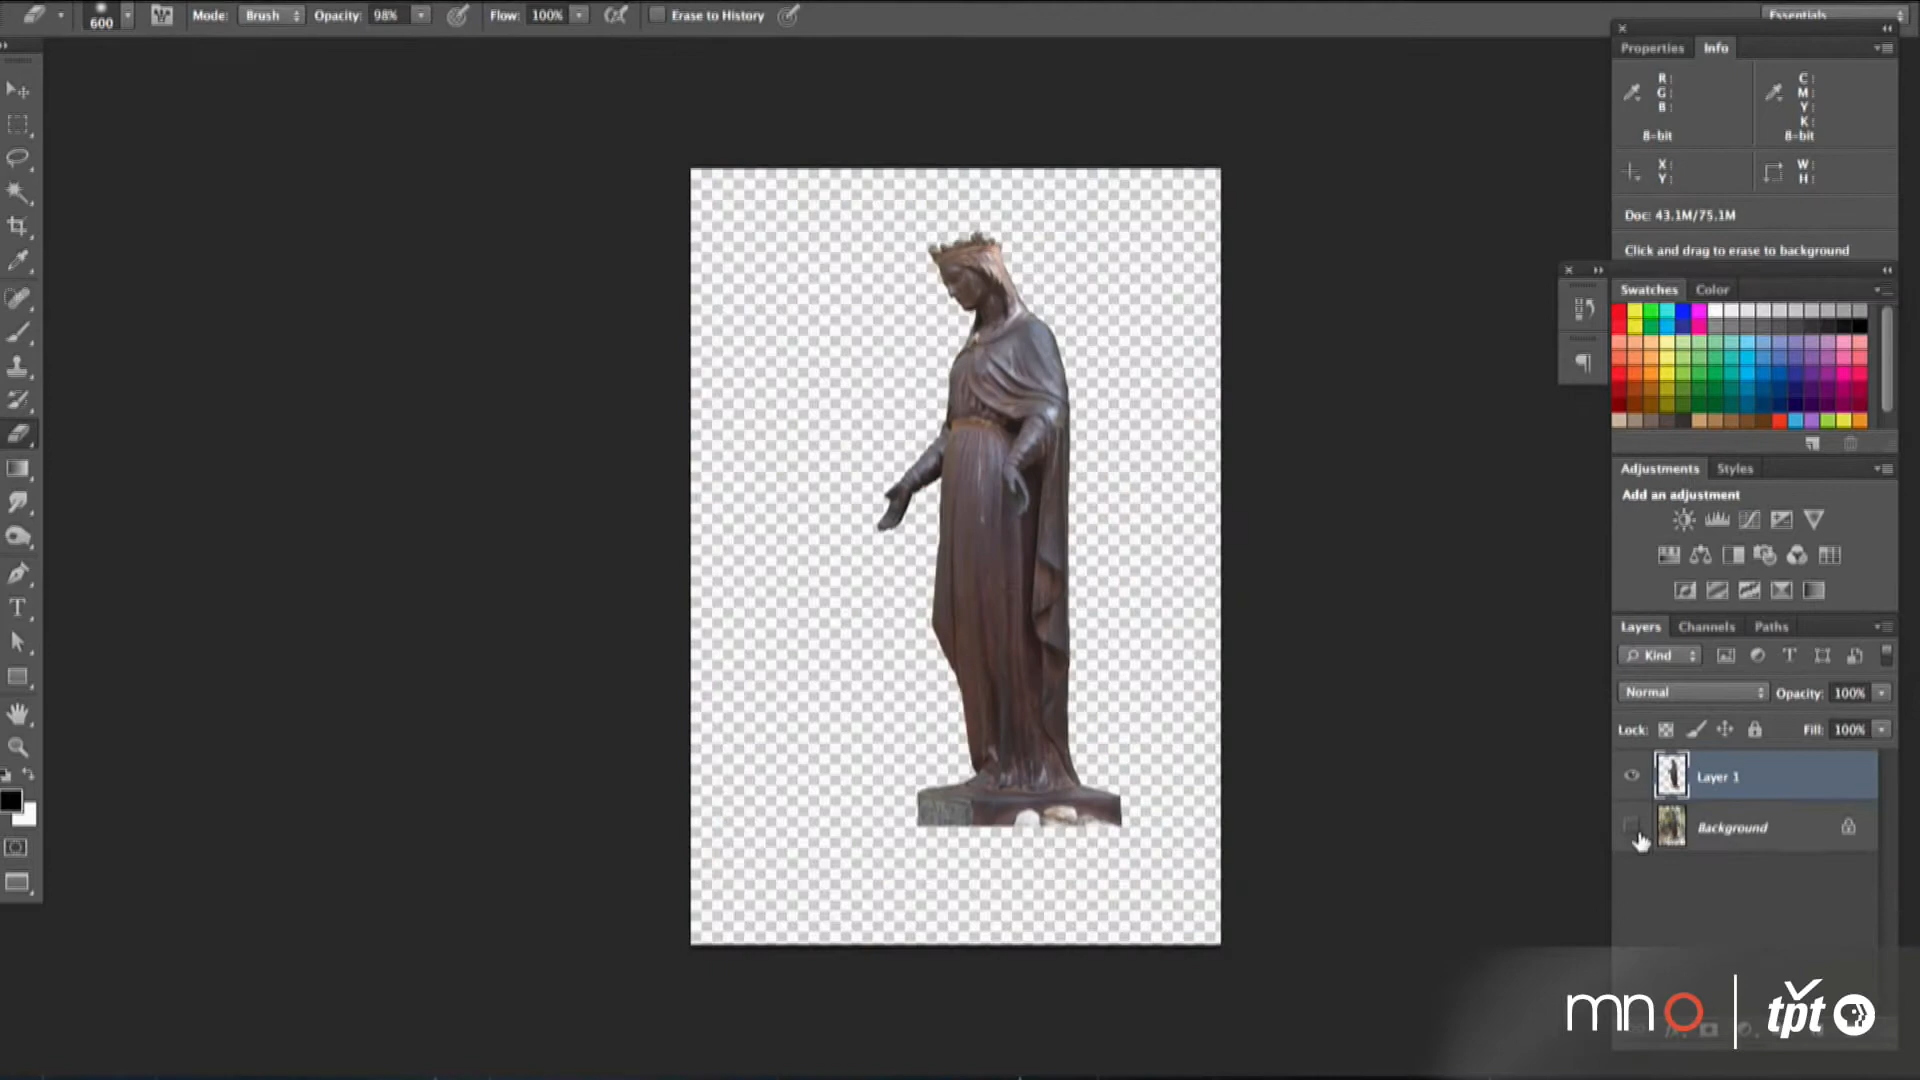 600 Mode: Brush Opacity: 98% Flow: 100% Erase to History Essentials
Properties Info
R: C:
G: M:
B: Y:
K:
8-bit 8-bit
X: W:
Y: H:
Doc: 43.1M/75.1M
Click and drag to erase to background
Swatches Color
Adjustments Styles
Add an adjustment
Layers Channels Paths
Kind T
Normal Opacity: 100%
Lock: Fill: 100%
Layer 1
Background
T
mno tpt